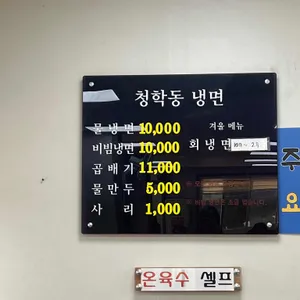 청학동 냉면
물냉면 10,000
비빔냉면 10,000
곱배기 11,000
물만두 5,000
사리 1,000
겨울 메뉴
회냉면
온육수 셀프
주
요